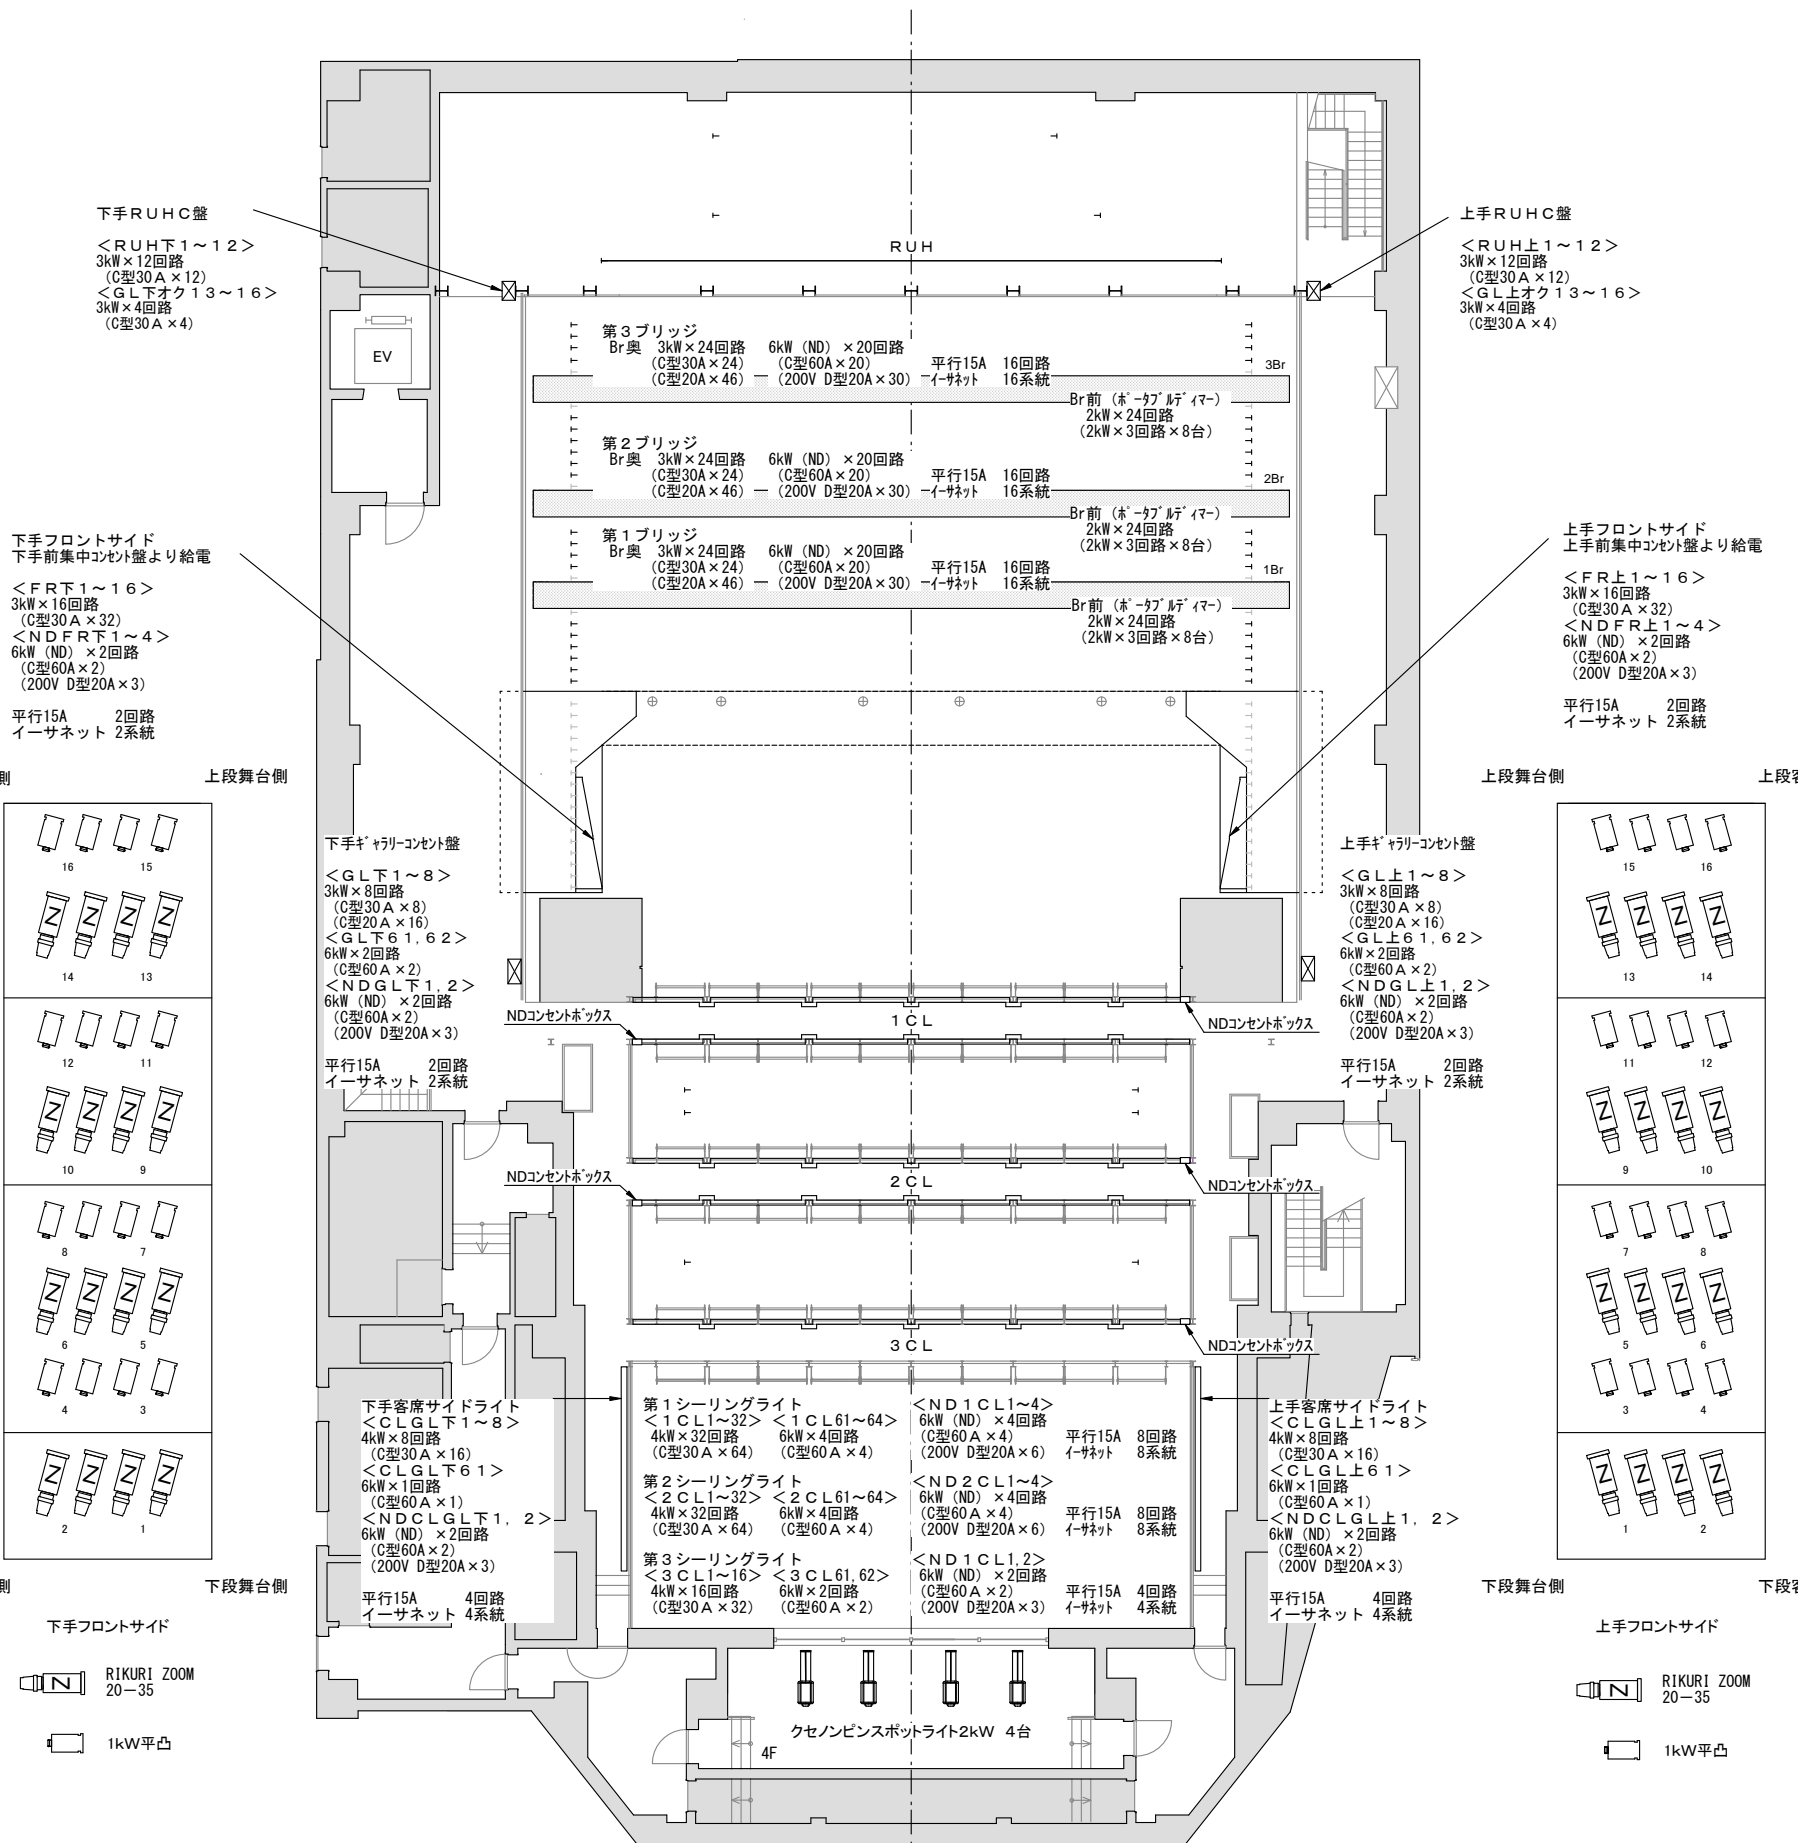 下手RUHC盤
<RUH下1~12>
3kW×12回路
(C型30A×12)
<GL下オク13~16>
3kW×4回路
(C型30A×4)
上手RUHC盤
<RUH上1~12>
3kW×12回路
(C型30A×12)
<GL上オク13~16>
3kW×4回路
(C型30A×4)
RUH
EV
第3ブリッジ
Br奥 3kW×24回路 6kW (ND) ×20回路
(C型30A×24) (C型60A×20) 平行15A 16回路
(C型20A×46) (200V D型20A×30) イーサネット 16系統
3Br
Br前 (ポータブルディマー)
2kW×24回路
(2kW×3回路×8台)
第2ブリッジ
Br奥 3kW×24回路 6kW (ND) ×20回路
(C型30A×24) (C型60A×20) 平行15A 16回路
(C型20A×46) (200V D型20A×30) イーサネット 16系統
2Br
Br前 (ポータブルディマー)
2kW×24回路
(2kW×3回路×8台)
第1ブリッジ
Br奥 3kW×24回路 6kW (ND) ×20回路
(C型30A×24) (C型60A×20) 平行15A 16回路
(C型20A×46) (200V D型20A×30) イーサネット 16系統
1Br
Br前 (ポータブルディマー)
2kW×24回路
(2kW×3回路×8台)
下手フロントサイド
下手前集中コンセント盤より給電
<FR下1~16>
3kW×16回路
(C型30A×32)
<NDFR下1~4>
6kW (ND) ×2回路
(C型60A×2)
(200V D型20A×3)
平行15A 2回路
イーサネット 2系統
上手フロントサイド
上手前集中コンセント盤より給電
<FR上1~16>
3kW×16回路
(C型30A×32)
<NDFR上1~4>
6kW (ND) ×2回路
(C型60A×2)
(200V D型20A×3)
平行15A 2回路
イーサネット 2系統
側 上段舞台側
16 15
14 13
12 11
10 9
8 7
6 5
4 3
2 1
側 下段舞台側
下手フロントサイド
Z RIKURI ZOOM
20-35
1kW平凸
下手ギャラリーコンセント盤
<GL下1~8>
3kW×8回路
(C型30A×8)
(C型20A×16)
<GL下61,62>
6kW×2回路
(C型60A×2)
<NDGL下1,2>
6kW (ND) ×2回路
(C型60A×2)
(200V D型20A×3)
平行15A 2回路
イーサネット 2系統
上手ギャラリーコンセント盤
<GL上1~8>
3kW×8回路
(C型30A×8)
(C型20A×16)
<GL上61,62>
6kW×2回路
(C型60A×2)
<NDGL上1,2>
6kW (ND) ×2回路
(C型60A×2)
(200V D型20A×3)
平行15A 2回路
イーサネット 2系統
NDコンセントボックス 1CL NDコンセントボックス
NDコンセントボックス 2CL NDコンセントボックス
3CL NDコンセントボックス
下手客席サイドライト
<CLGL下1~8>
4kW×8回路
(C型30A×16)
<CLGL下61>
6kW×1回路
(C型60A×1)
<NDCLGL下1, 2>
6kW (ND) ×2回路
(C型60A×2)
(200V D型20A×3)
平行15A 4回路
イーサネット 4系統
第1シーリングライト <ND1CL1~4>
<1CL1~32> <1CL61~64> 6kW (ND) ×4回路
4kW×32回路 6kW×4回路 (C型60A×4) 平行15A 8回路
(C型30A×64) (C型60A×4) (200V D型20A×6) イーサネット 8系統
第2シーリングライト <ND2CL1~4>
<2CL1~32> <2CL61~64> 6kW (ND) ×4回路
4kW×32回路 6kW×4回路 (C型60A×4) 平行15A 8回路
(C型30A×64) (C型60A×4) (200V D型20A×6) イーサネット 8系統
第3シーリングライト <ND1CL1,2>
<3CL1~16> <3CL61,62> 6kW (ND) ×2回路
4kW×16回路 6kW×2回路 (C型60A×2) 平行15A 4回路
(C型30A×32) (C型60A×2) (200V D型20A×3) イーサネット 4系統
上手客席サイドライト
<CLGL上1~8>
4kW×8回路
(C型30A×16)
<CLGL上61>
6kW×1回路
(C型60A×1)
<NDCLGL上1, 2>
6kW (ND) ×2回路
(C型60A×2)
(200V D型20A×3)
平行15A 4回路
イーサネット 4系統
クセノンピンスポットライト2kW 4台
4F
上段舞台側 上段客
15 16
13 14
11 12
9 10
7 8
5 6
3 4
1 2
下段舞台側 下段客
上手フロントサイド
Z RIKURI ZOOM
20-35
1kW平凸